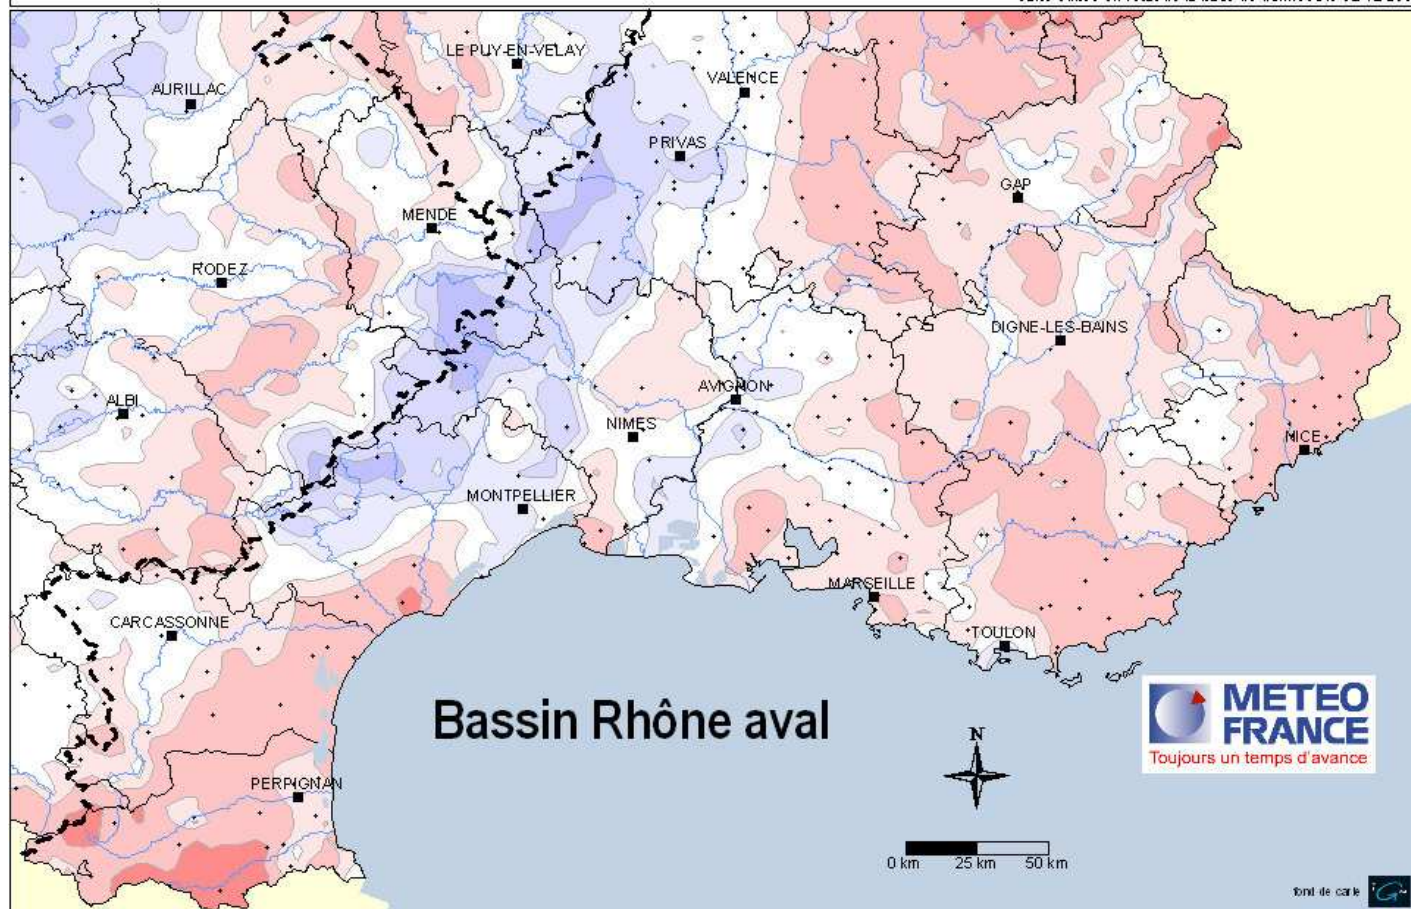 LE PUY-EN-VELAY
VALENCE
AURILLAC
PRIVAS
GAP
MENDE
RODEZ
DIGNE-LES-BAINS
AVIGNON
ALBI
NIMES
NICE
MONTPELLIER
MARSEILLE
CARCASSONNE
TOULON
METEO
FRANCE
Toujours un temps d'avance
Bassin Rhône aval
N
PERPIGNAN
0 km 25 km 50 km
fond de carte